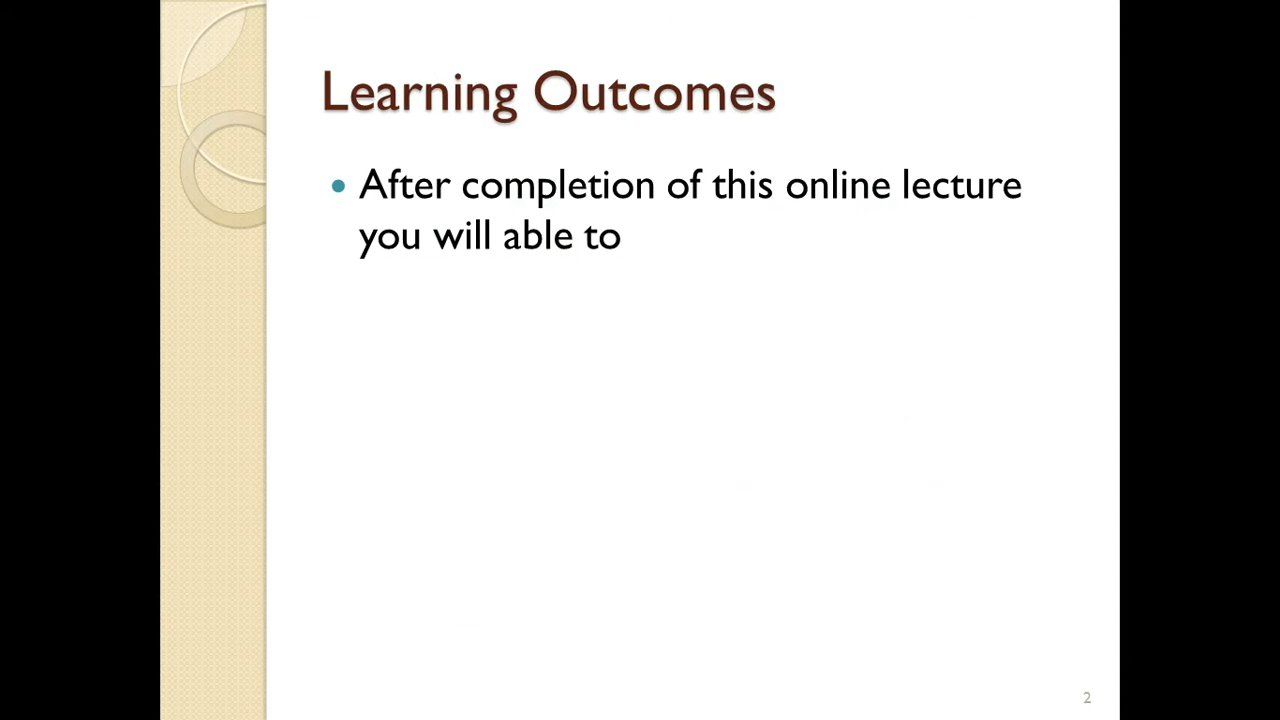 Learning Outcomes
• After completion of this online lecture
you will able to
2